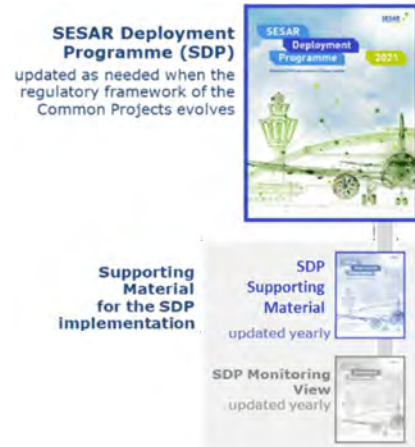 SESAR Deployment
Programme (SDP)
updated as needed when the
regulatory framework of the
Common Projects evolves
SESAR
Deployment
Programme
2021
SESAR
Supporting
Material
for the SDP
implementation
SDP
Supporting
Material
updated yearly
SDP Monitoring
View
updated yearly